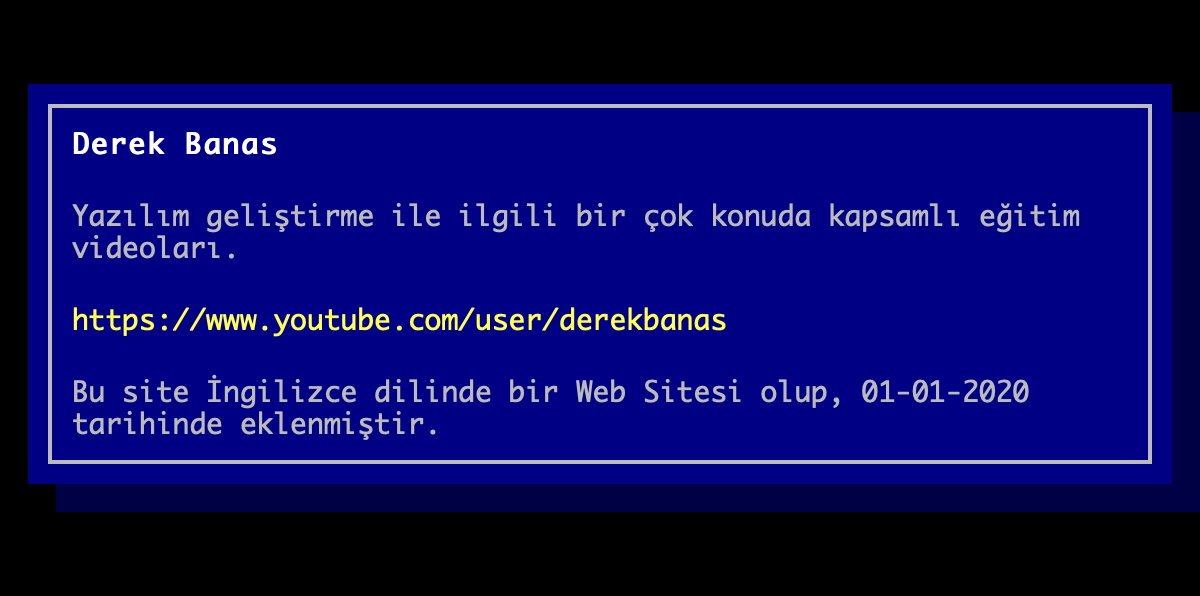 Derek Banas
Yazılım geliştirme ile ilgili bir çok konuda kapsamlı eğitim
videoları.
https://www.youtube.com/user/derekbanas
Bu site İngilizce dilinde bir Web Sitesi olup, 01-01-2020
tarihinde eklenmiştir.